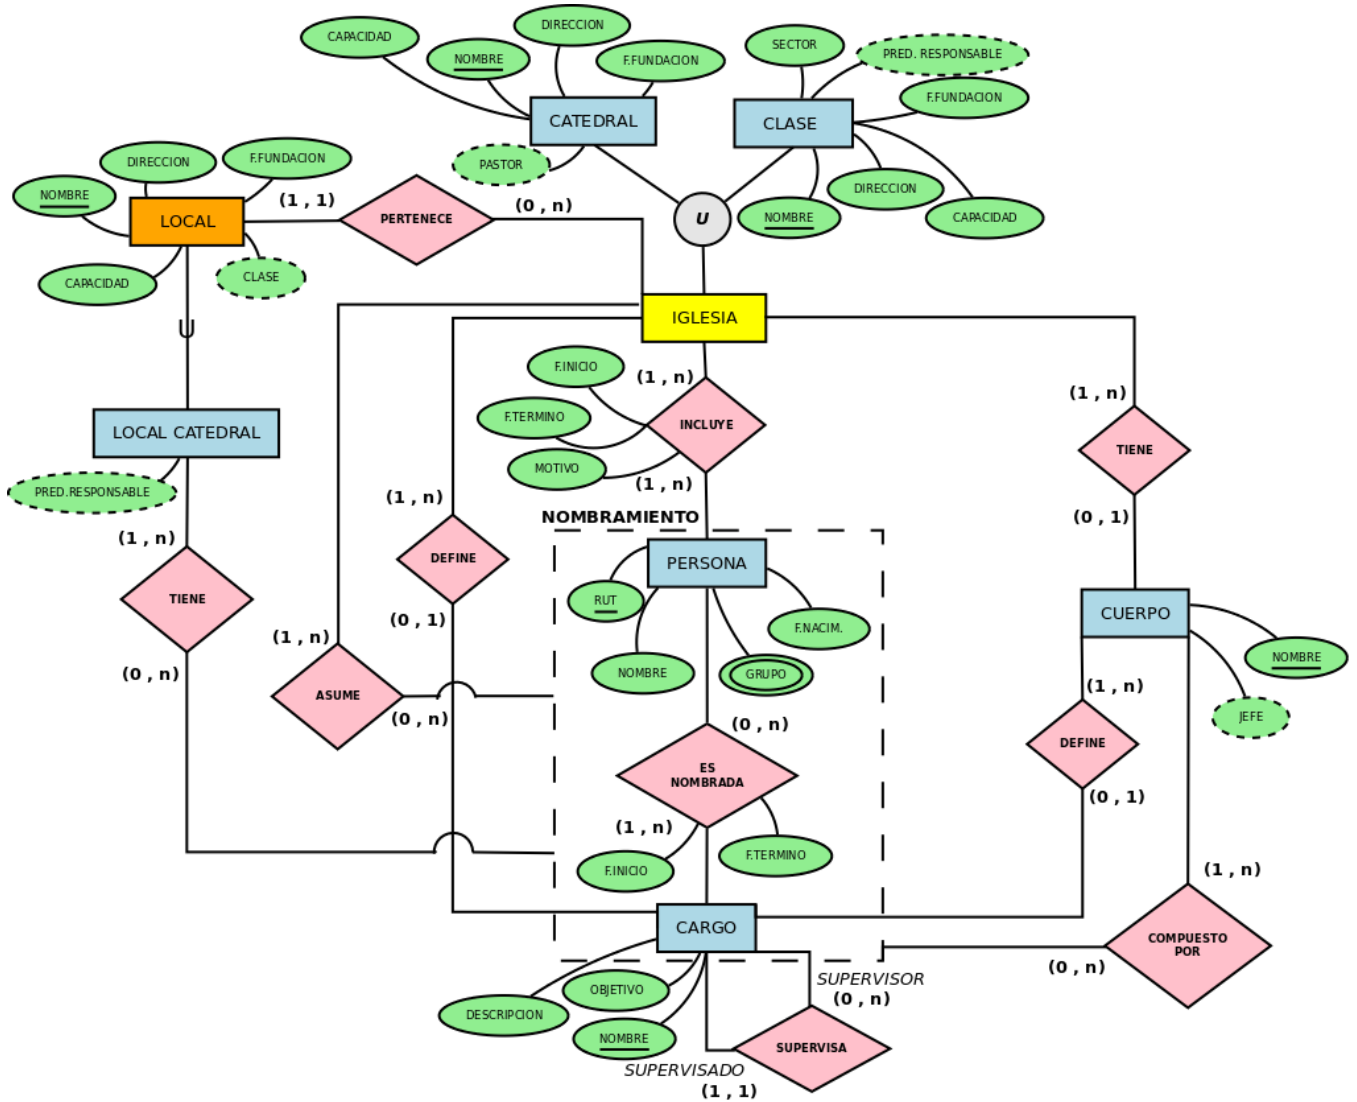 CAPACIDAD
NOMBRE
DIRECCION
F.FUNDACION
CATEDRAL
PASTOR
SECTOR
PRED. RESPONSABLE
F.FUNDACION
CLASE
DIRECCION
NOMBRE
CAPACIDAD
U
NOMBRE
DIRECCION
F.FUNDACION
LOCAL
(1 , 1)
PERTENECE
(0 , n)
CAPACIDAD
CLASE
U
IGLESIA
LOCAL CATEDRAL
PRED.RESPONSABLE
(1 , n)
TIENE
(0 , n)
F.INICIO
F.TERMINO
MOTIVO
(1 , n)
INCLUYE
(1 , n)
(1 , n)
TIENE
(0 , 1)
(1 , n)
DEFINE
(0 , 1)
(1 , n)
ASUME
(0 , n)
NOMBRAMIENTO
PERSONA
RUT
NOMBRE
GRUPO
F.NACIM.
(0 , n)
ES
NOMBRADA
(1 , n)
F.INICIO
F.TERMINO
CUERPO
NOMBRE
JEFE
(1 , n)
DEFINE
(0 , 1)
(1 , n)
COMPUESTO
POR
(0 , n)
CARGO
DESCRIPCION
OBJETIVO
NOMBRE
SUPERVISOR
(0 , n)
SUPERVISA
SUPERVISADO
(1 , 1)